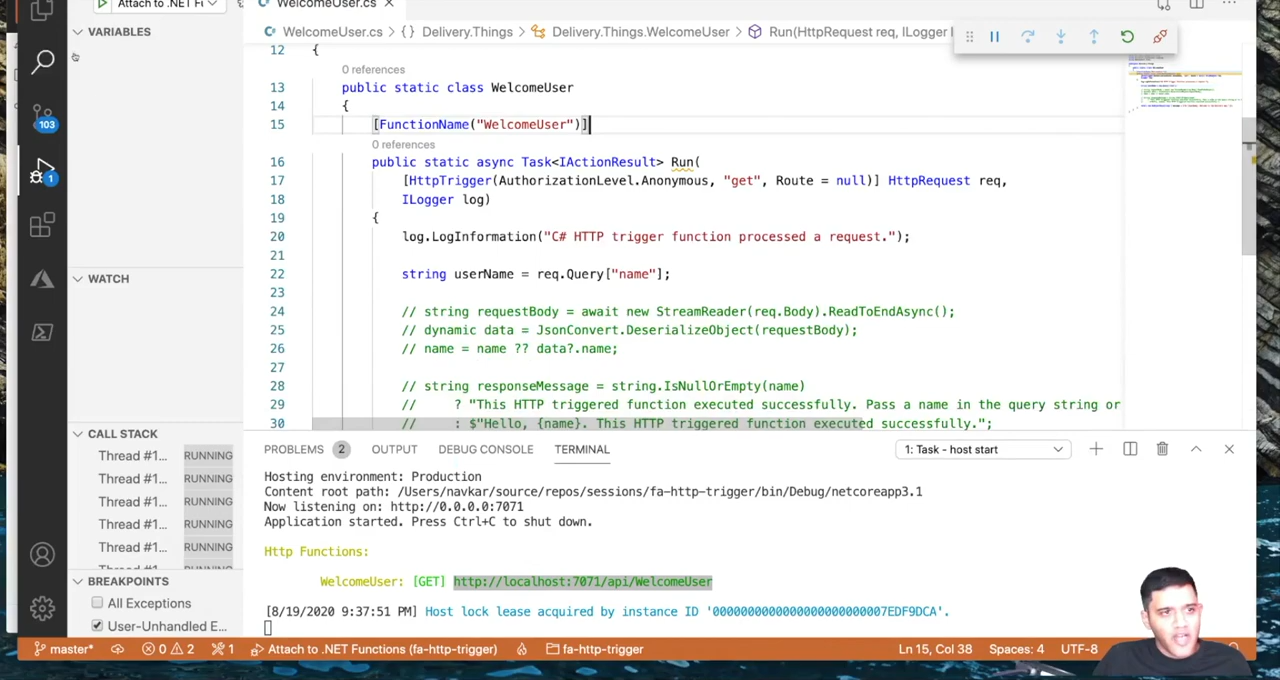 Attach to .NET Fi
WelcomeUser.cs
VARIABLES
WelcomeUser.cs > {} Delivery.Things > Delivery.Things.WelcomeUser > Run(HttpRequest req, ILogger
12 {
0 references
13 public static class WelcomeUser
14 {
15 [FunctionName("WelcomeUser")]
0 references
16 public static async Task<IActionResult> Run(
17 [HttpTrigger(AuthorizationLevel.Anonymous, "get", Route = null)] HttpRequest req,
18 ILogger log)
19 {
20 log.LogInformation("C# HTTP trigger function processed a request.");
21
22 string userName = req.Query["name"];
23
24 // string requestBody = await new StreamReader(req.Body).ReadToEndAsync();
25 // dynamic data = JsonConvert.DeserializeObject(requestBody);
26 // name = name ?? data?.name;
27
28 // string responseMessage = string.IsNullOrEmpty(name)
29 // ? "This HTTP triggered function executed successfully. Pass a name in the query string or
30 // : $"Hello, {name}. This HTTP triggered function executed successfully.";
103
1
WATCH
CALL STACK
Thread #1... RUNNING
Thread #1... RUNNING
Thread #1... RUNNING
Thread #1... RUNNING
Thread #1... RUNNING
BREAKPOINTS
All Exceptions
User-Unhandled E...
PROBLEMS 2 OUTPUT DEBUG CONSOLE TERMINAL 1: Task - host start
Hosting environment: Production
Content root path: /Users/navkar/source/repos/sessions/fa-http-trigger/bin/Debug/netcoreapp3.1
Now listening on: http://0.0.0.0:7071
Application started. Press Ctrl+C to shut down.
Http Functions:
WelcomeUser: [GET] http://localhost:7071/api/WelcomeUser
[8/19/2020 9:37:51 PM] Host lock lease acquired by instance ID '0000000000000000000000007EDF9DCA'.
master* 0 2 1 Attach to .NET Functions (fa-http-trigger) fa-http-trigger Ln 15, Col 38 Spaces: 4 UTF-8